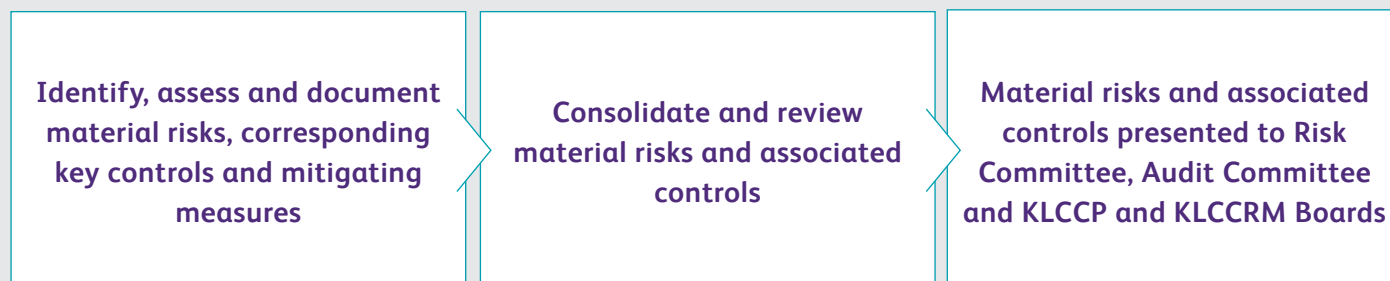 Identify, assess and document
material risks, corresponding
key controls and mitigating
measures
Consolidate and review
material risks and associated
controls
Material risks and associated
controls presented to Risk
Committee, Audit Committee
and KLCCP and KLCCRM Boards